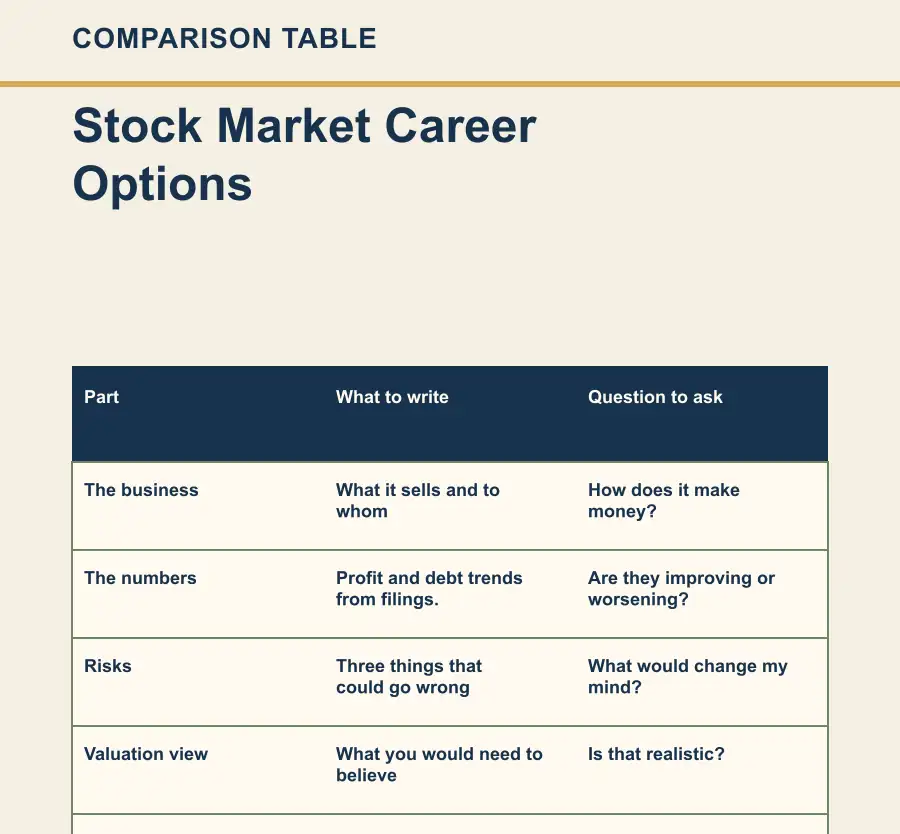 COMPARISON TABLE
Stock Market Career
Options
Part
What to write
Question to ask
The business
What it sells and to
whom
How does it make
money?
The numbers
Profit and debt trends
from filings.
Are they improving or
worsening?
Risks
Three things that
could go wrong
What would change my
mind?
Valuation view
What you would need to
believe
Is that realistic?